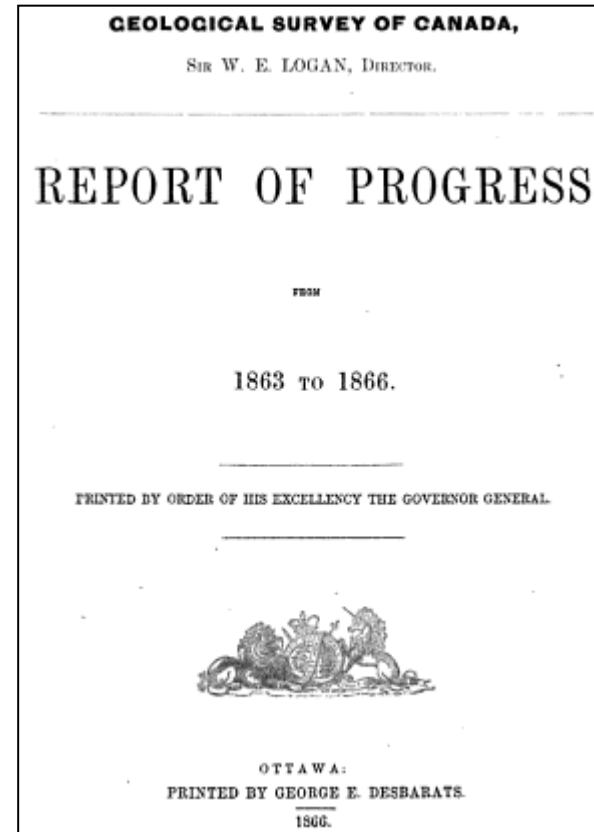 GEOLOGICAL SURVEY OF CANADA,
SIR W. E. LOGAN, DIRECTOR.
REPORT OF PROGRESS
FROM
1863 TO 1866.
PRINTED BY ORDER OF HIS EXCELLENCY THE GOVERNOR GENERAL.
OTTAWA:
PRINTED BY GEORGE E. DESBARATS.
1866.